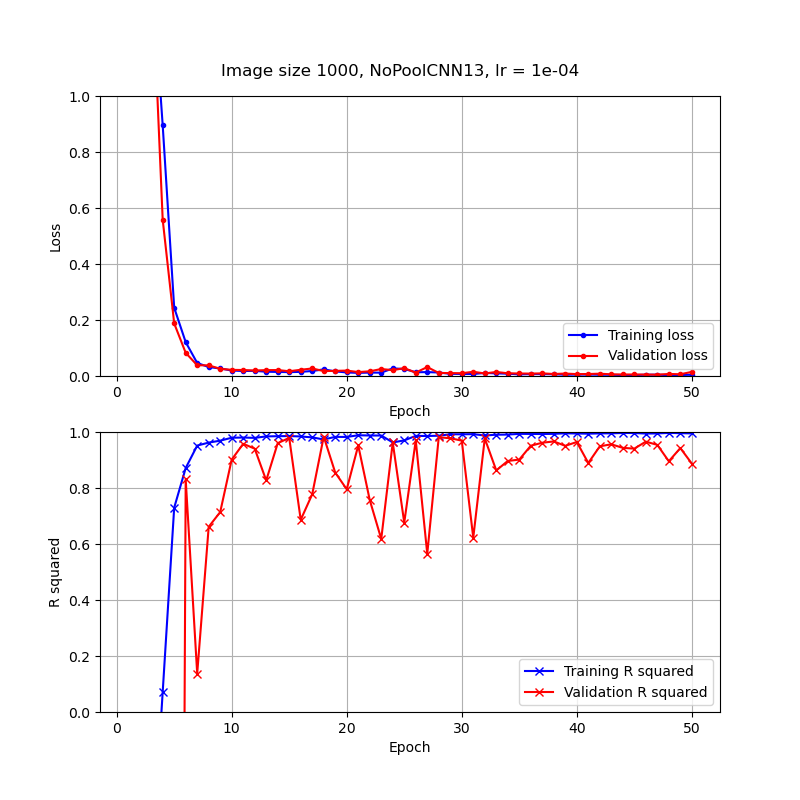 Image size 1000, NoPoolCNN13, lr = 1e-04
1.0
0.8
0.6
0.4
0.2
0.0
Loss
0 10 20 30 40 50
Epoch
Training loss
Validation loss
1.0
0.8
0.6
0.4
0.2
0.0
R squared
0 10 20 30 40 50
Epoch
Training R squared
Validation R squared